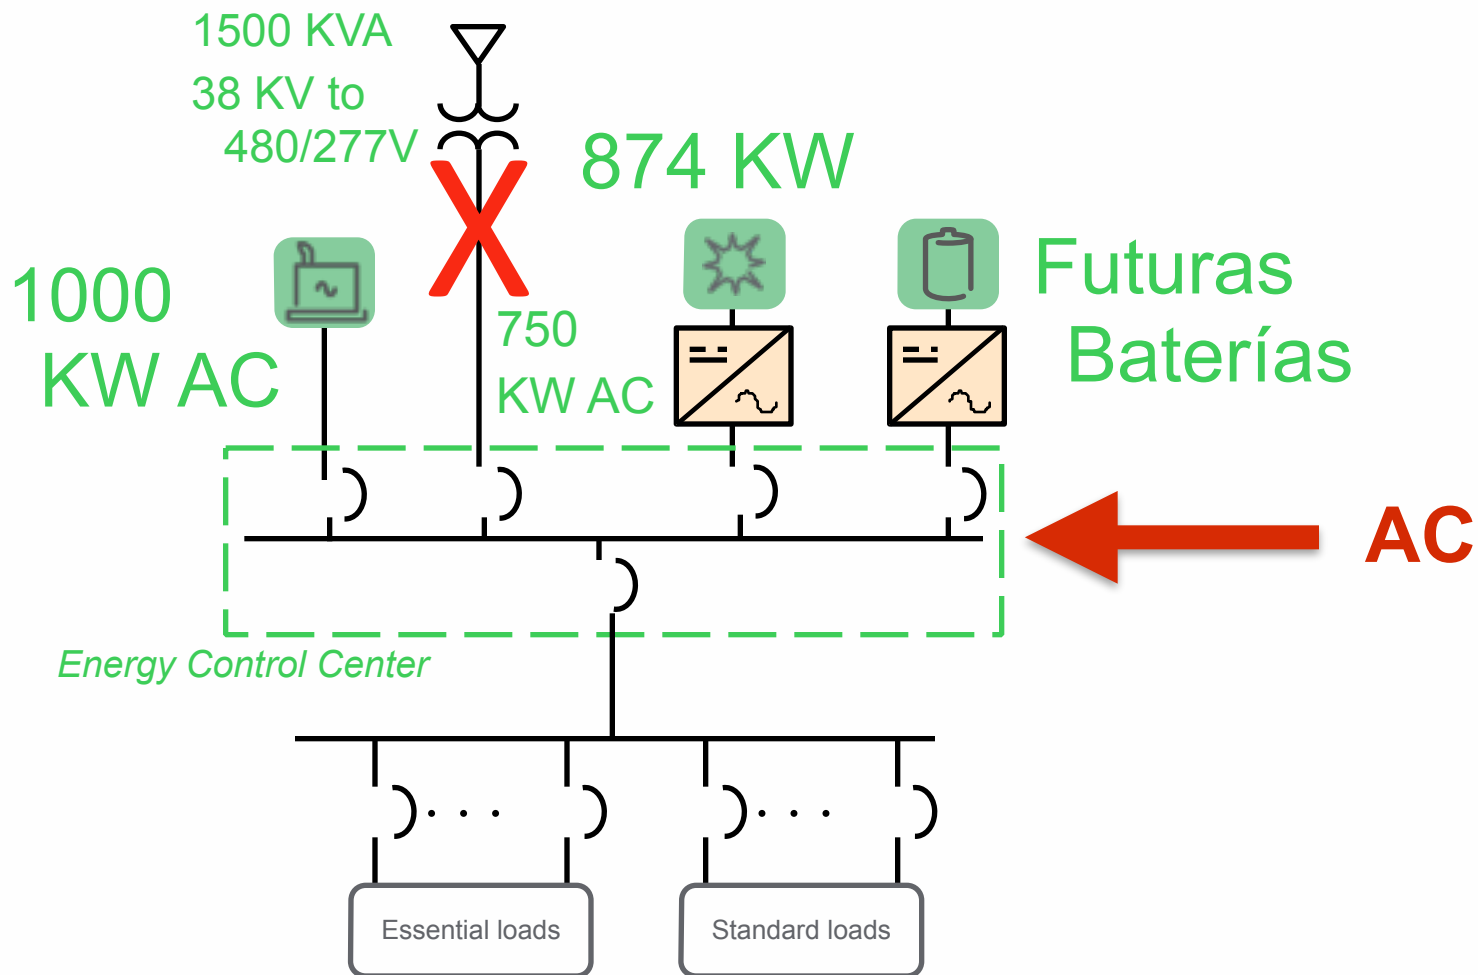 1500 KVA
38 KV to
480/277V
874 KW
1000
KW AC
750
KW AC
Futuras
Baterías
AC
Energy Control Center
Essential loads
Standard loads